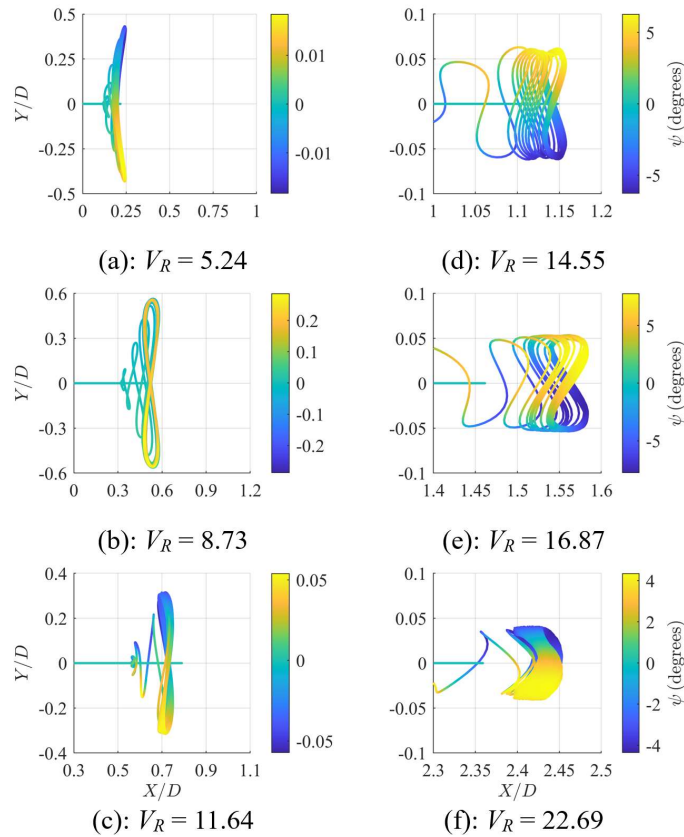 0.5
0.25
0
-0.25
-0.5
Y/D
0 0.25 0.5 0.75 1
0.01
0
-0.01
(a): V_R = 5.24
0.1
0.05
0
-0.05
-0.1
1 1.05 1.1 1.15 1.2
5
0
-5
ψ (degrees)
(d): V_R = 14.55
0.6
0.3
0
-0.3
-0.6
Y/D
0 0.3 0.6 0.9 1.2
0.2
0.1
0
-0.1
-0.2
(b): V_R = 8.73
0.1
0.05
0
-0.05
-0.1
1.4 1.45 1.5 1.55 1.6
5
0
-5
ψ (degrees)
(e): V_R = 16.87
0.4
0.2
0
-0.2
-0.4
Y/D
0.3 0.5 0.7 0.9 1.1
X/D
0.05
0
-0.05
(c): V_R = 11.64
0.1
0.05
0
-0.05
-0.1
2.3 2.35 2.4 2.45 2.5
X/D
4
2
0
-2
-4
ψ (degrees)
(f): V_R = 22.69